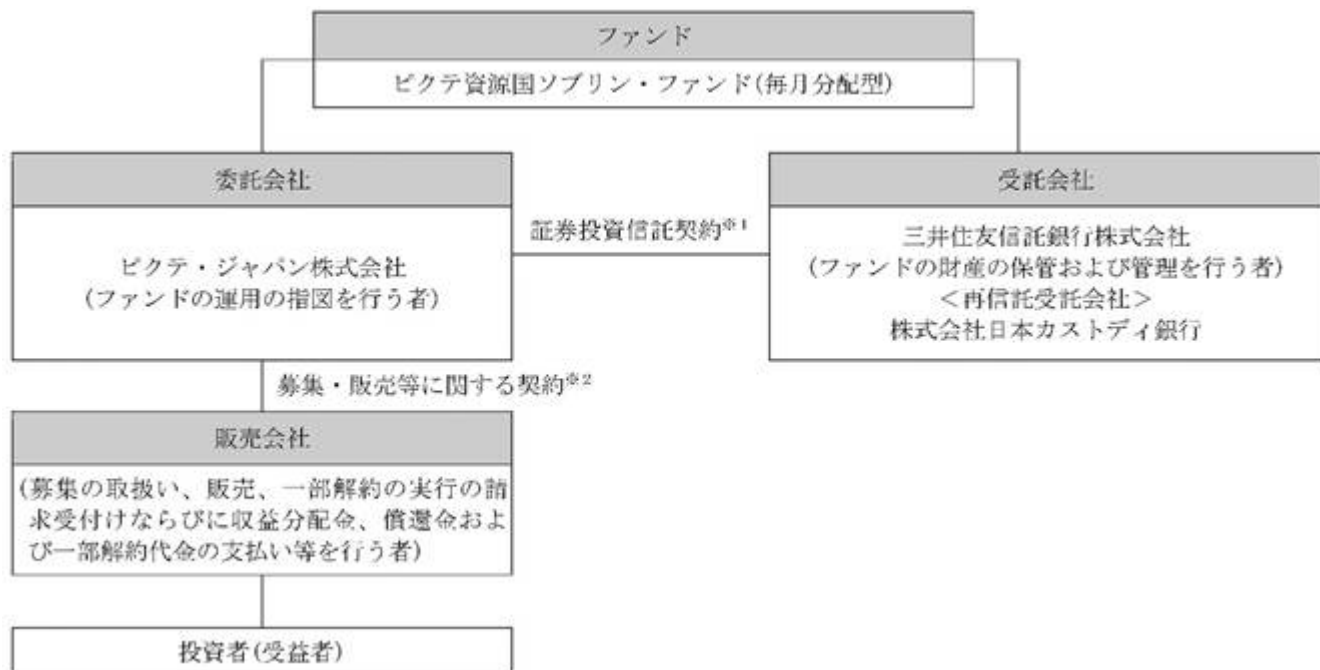 ファンド
ピクテ資源国ソブリン・ファンド(毎月分配型)
委託会社
ピクテ・ジャパン株式会社
(ファンドの運用の指図を行う者)
証券投資信託契約※1
受託会社
三井住友信託銀行株式会社
(ファンドの財産の保管および管理を行う者)
＜再信託受託会社＞
株式会社日本カストディ銀行
募集・販売等に関する契約※2
販売会社
(募集の取扱い、販売、一部解約の実行の請
求受付けならびに収益分配金、償還金およ
び一部解約代金の支払い等を行う者)
投資者(受益者)